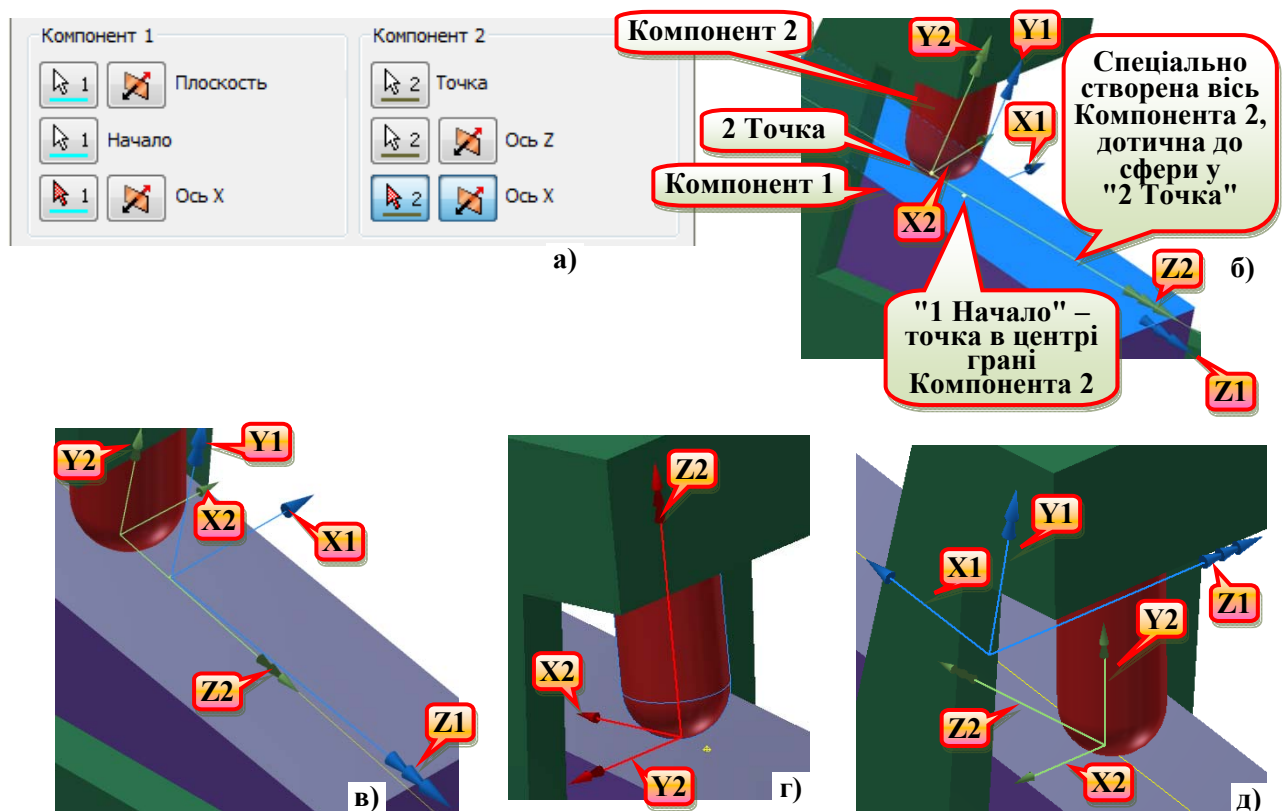 Компонент 1
1 Плоскость
1 Начало
1 Ось X
Компонент 2
2 Точка
2 Ось Z
2 Ось X
а)
Компонент 2
2 Точка
Компонент 1
Y2
Y1
X1
X2
Z2
Z1
Спеціально
створена вісь
Компонента 2,
дотична до
сфери у
"2 Точка"
"1 Начало" –
точка в центрі
грані
Компонента 2
б)
Y2
Y1
X2
X1
Z2
Z1
в)
Z2
X2
Y2
г)
Y1
X1
Z1
Y2
Z2
X2
д)